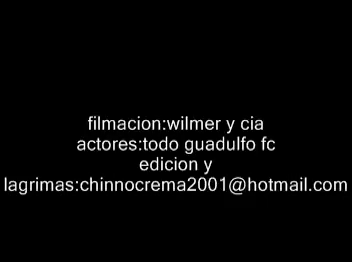 filmacion:wilmer y cia
actores:todo guadulfo fc
edicion y
lagrimas:chinnocrema2001@hotmail.com